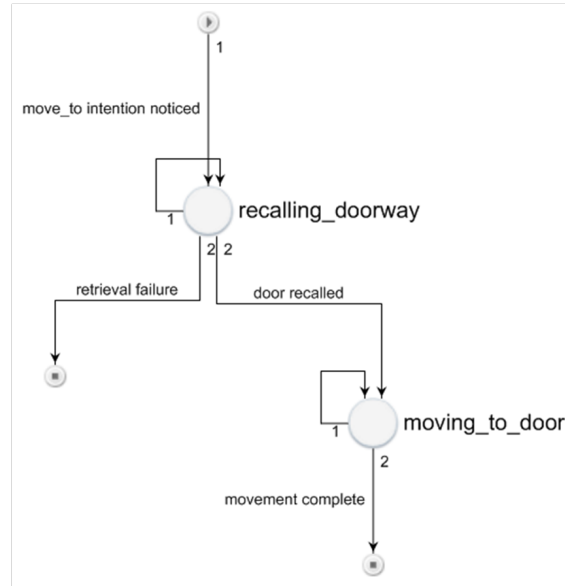 1
move_to intention noticed
recalling_doorway
1
2 2
retrieval failure
door recalled
moving_to_door
1
2
movement complete